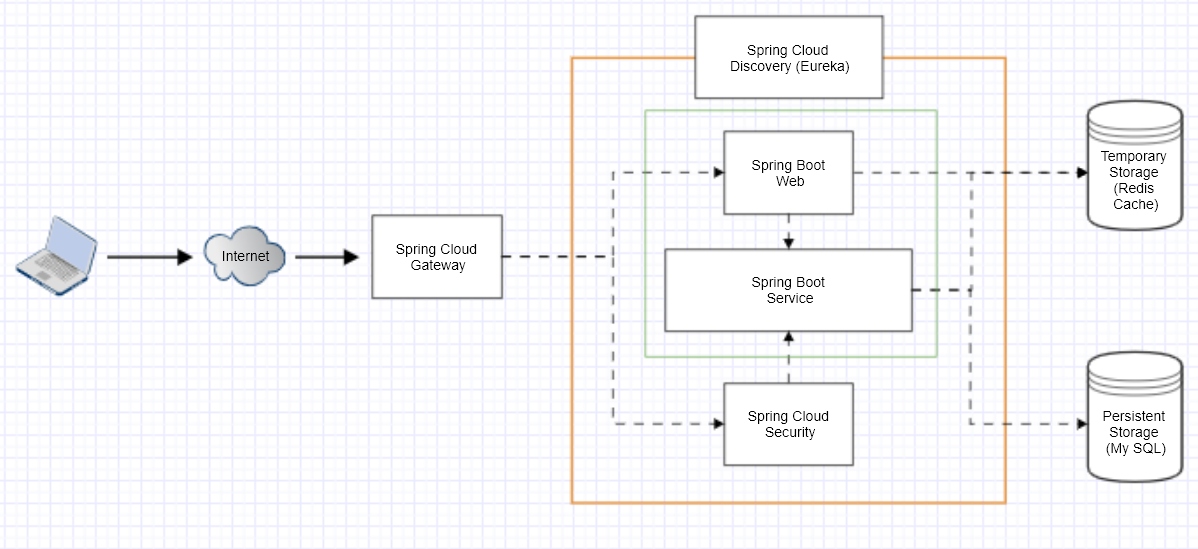 Spring Cloud
Discovery (Eureka)
Spring Boot
Web
Temporary
Storage
(Redis
Cache)
Internet
Spring Cloud
Gateway
Spring Boot
Service
Spring Cloud
Security
Persistent
Storage
(My SQL)